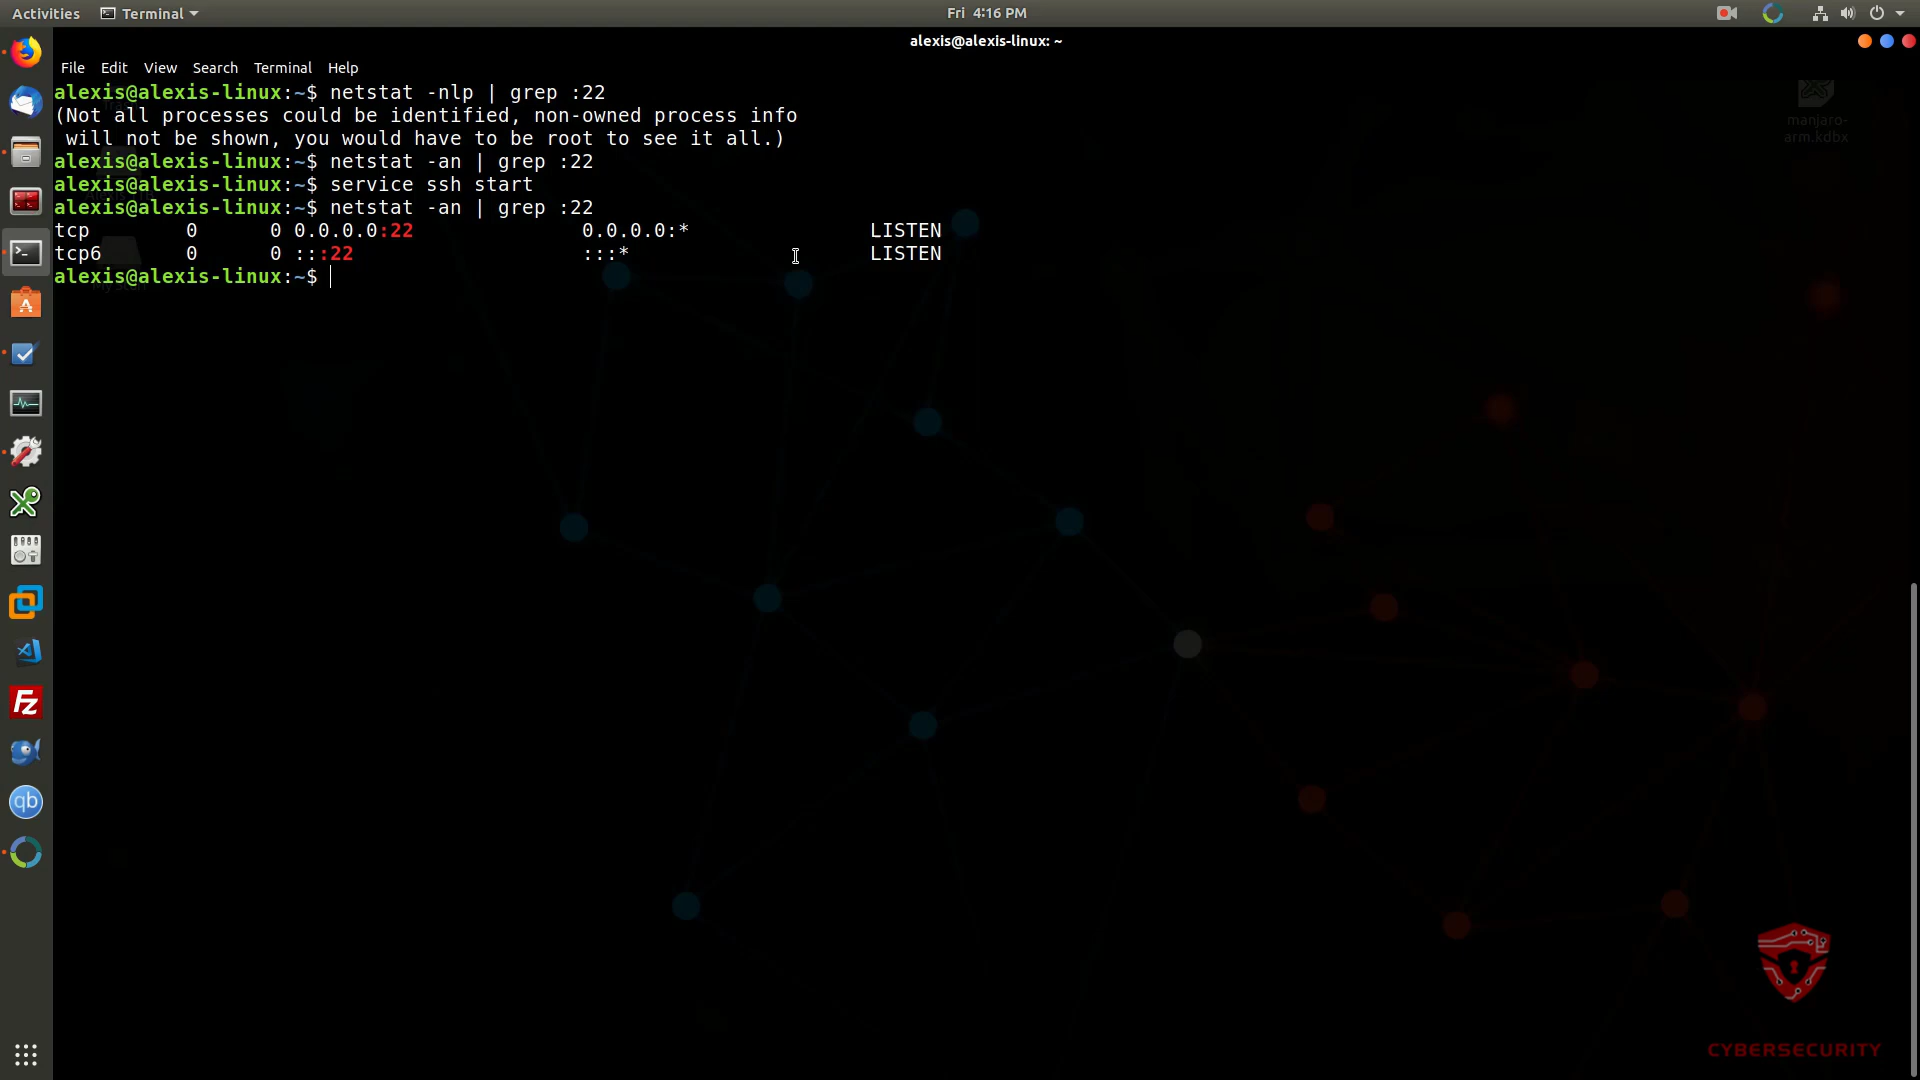 Activities Terminal Fri 4:16 PM
alexis@alexis-linux: ~
File Edit View Search Terminal Help
alexis@alexis-linux:~$ netstat -nlp | grep :22
(Not all processes could be identified, non-owned process info
 will not be shown, you would have to be root to see it all.)
alexis@alexis-linux:~$ netstat -an | grep :22
alexis@alexis-linux:~$ service ssh start
alexis@alexis-linux:~$ netstat -an | grep :22
tcp        0      0 0.0.0.0:22              0.0.0.0:*               LISTEN
tcp6       0      0 :::22                   :::*                    LISTEN
alexis@alexis-linux:~$
manjaro-
arm.kdbx
qb
CYBERSECURITY